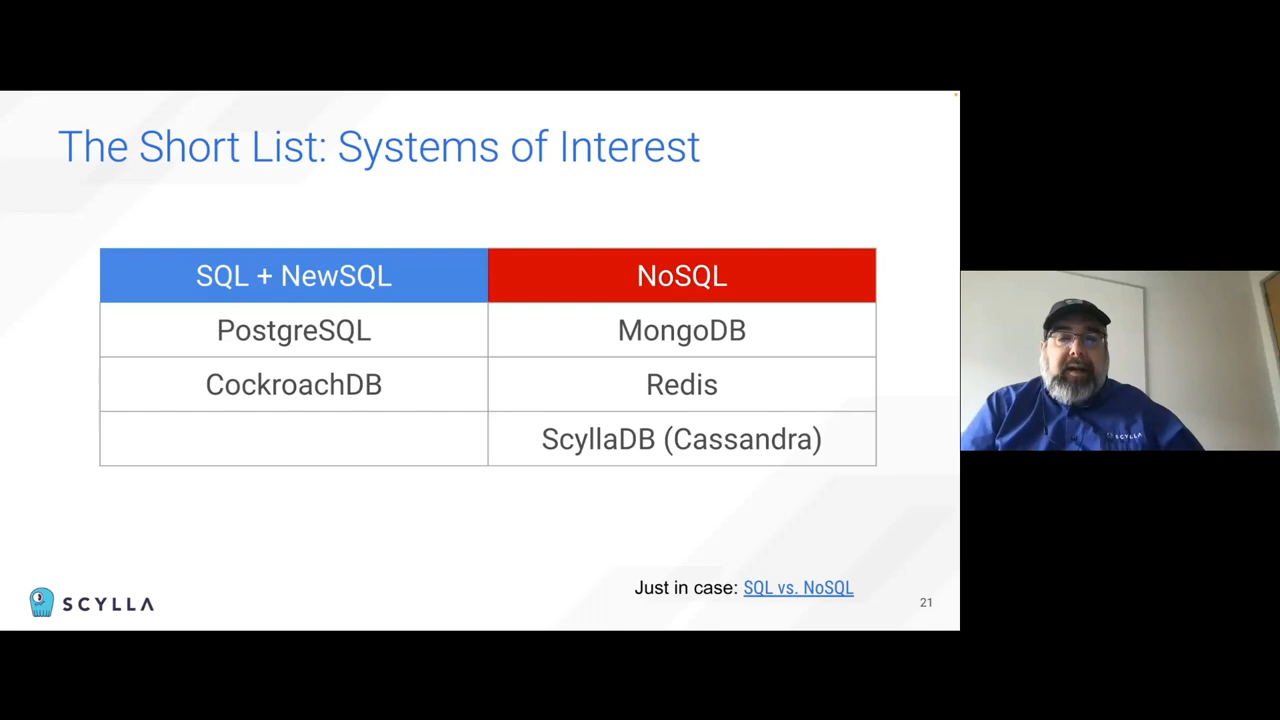 The Short List: Systems of Interest
SQL + NewSQL
NoSQL
PostgreSQL
MongoDB
CockroachDB
Redis
ScyllaDB (Cassandra)
Just in case: SQL vs. NoSQL
SCYLLA
21
SCYLLA